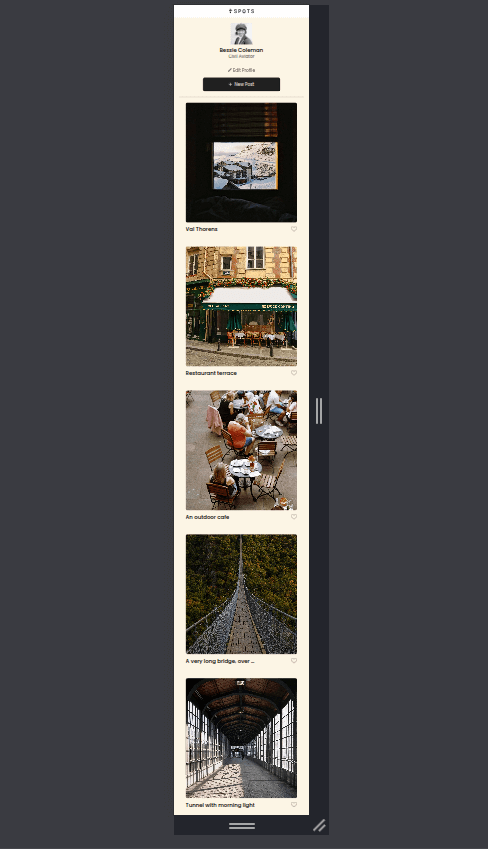 SPOTS
Bessie Coleman
Civil Aviator
Edit Profile
+ New Post
Val Thorens
Restaurant terrace
An outdoor cafe
A very long bridge, over ...
Tunnel with morning light